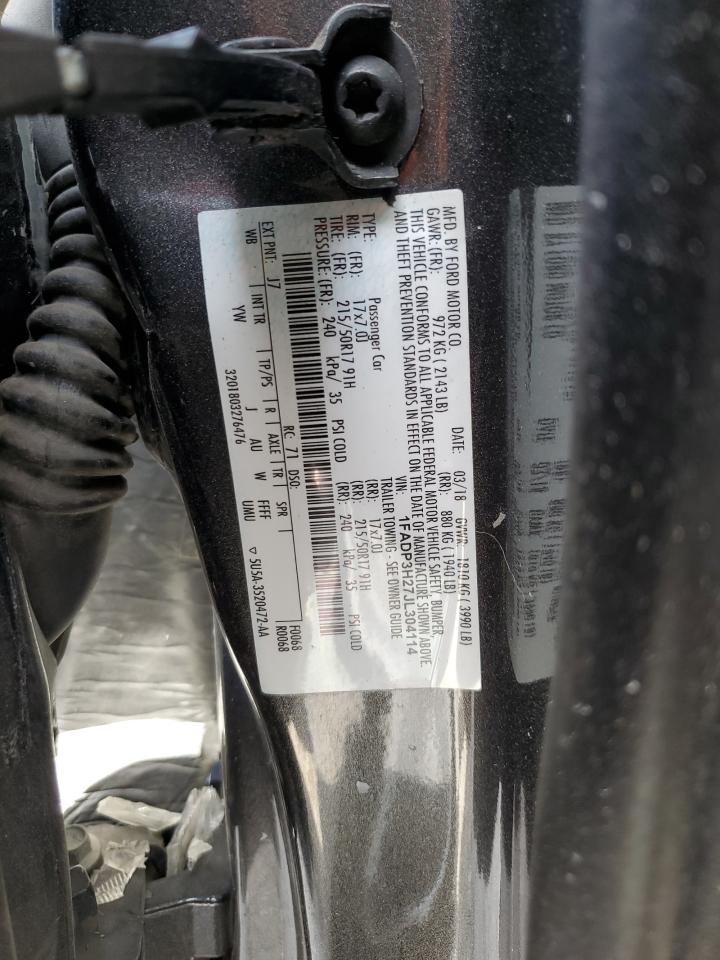 MFD. BY FORD MOTOR CO.
DATE: 03/18 GVWR: 1810 KG ( 3990 LB)
GAWR: (FR): 972 KG ( 2143 LB) (RR): 880 KG ( 1940 LB)
THIS VEHICLE CONFORMS TO ALL APPLICABLE FEDERAL MOTOR VEHICLE SAFETY, BUMPER,
AND THEFT PREVENTION STANDARDS IN EFFECT ON THE DATE OF MANUFACTURE SHOWN ABOVE.
VIN: 1FADP3H27JL304114
TYPE: Passenger Car TRAILER TOWING - SEE OWNER GUIDE
RIM: (FR): 17x7.0J (RR): 17x7.0J
TIRE: (FR): 215/50R17 91H (RR): 215/50R17 91H
PRESSURE: (FR): 240 kPa/ 35 PSI COLD (RR): 240 kPa/ 35 PSI COLD
F0068
R0068
EXT PNT: J7 RC: 71 DSO:
WB INT TR TP/PS R AXLE TR SPR
YW J AU W FFFF UMU
3201803276476 5U5A-3520472-AA